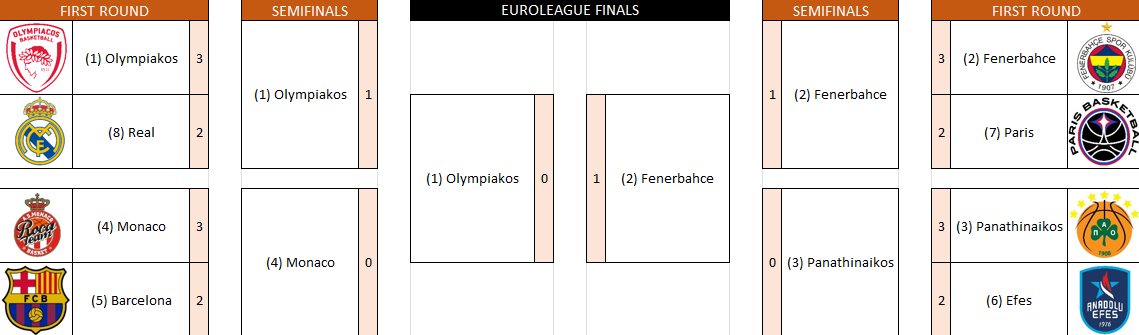 FIRST ROUND
SEMIFINALS
EUROLEAGUE FINALS
SEMIFINALS
FIRST ROUND
OLYMPIACOS
BASKETBALL
(1) Olympiakos 3
(8) Real 2
A.S. MONACO
Roca
Team
BASKET
(4) Monaco 3
FCB
(5) Barcelona 2
(1) Olympiakos 1
(4) Monaco 0
(1) Olympiakos 0
1 (2) Fenerbahce
1 (2) Fenerbahce
0 (3) Panathinaikos
3 (2) Fenerbahce
FENERBAHÇE SPOR KULÜBÜ
1907
2 (7) Paris
PARIS BASKETBALL
3 (3) Panathinaikos
Π Α Ο
1908
2 (6) Efes
ANADOLU
EFES
1976